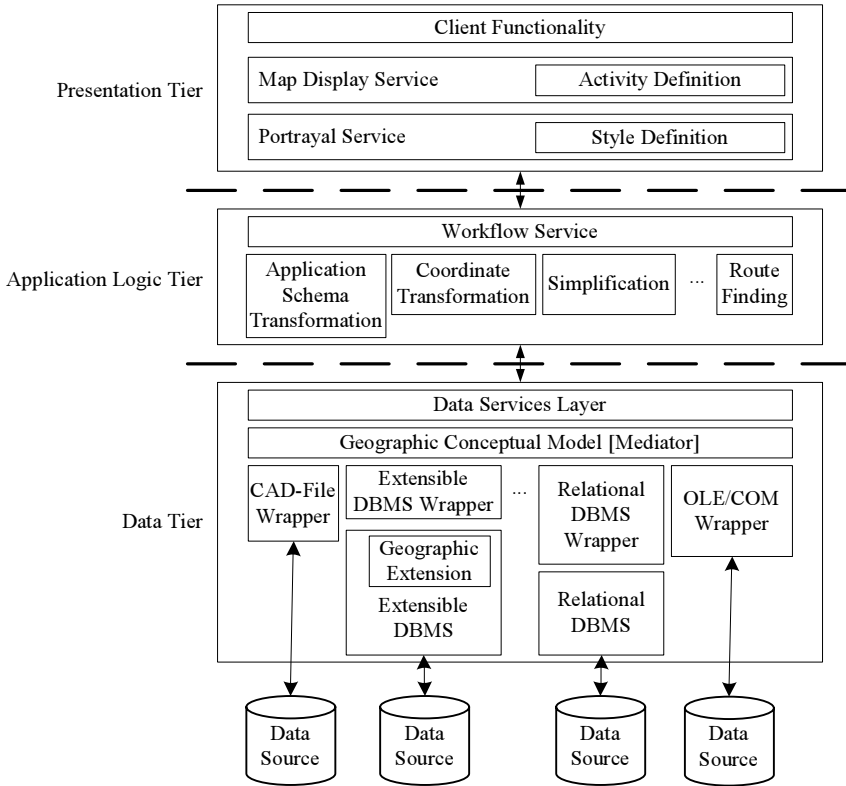 Client Functionality
Presentation Tier
Map Display Service
Activity Definition
Portrayal Service
Style Definition
Workflow Service
Application Logic Tier
Application
Schema
Transformation
Coordinate
Transformation
Simplification
...
Route
Finding
Data Services Layer
Geographic Conceptual Model [Mediator]
Data Tier
CAD-File
Wrapper
Extensible
DBMS Wrapper
...
Relational
DBMS
Wrapper
OLE/COM
Wrapper
Geographic
Extension
Extensible
DBMS
Relational
DBMS
Data
Source
Data
Source
Data
Source
Data
Source